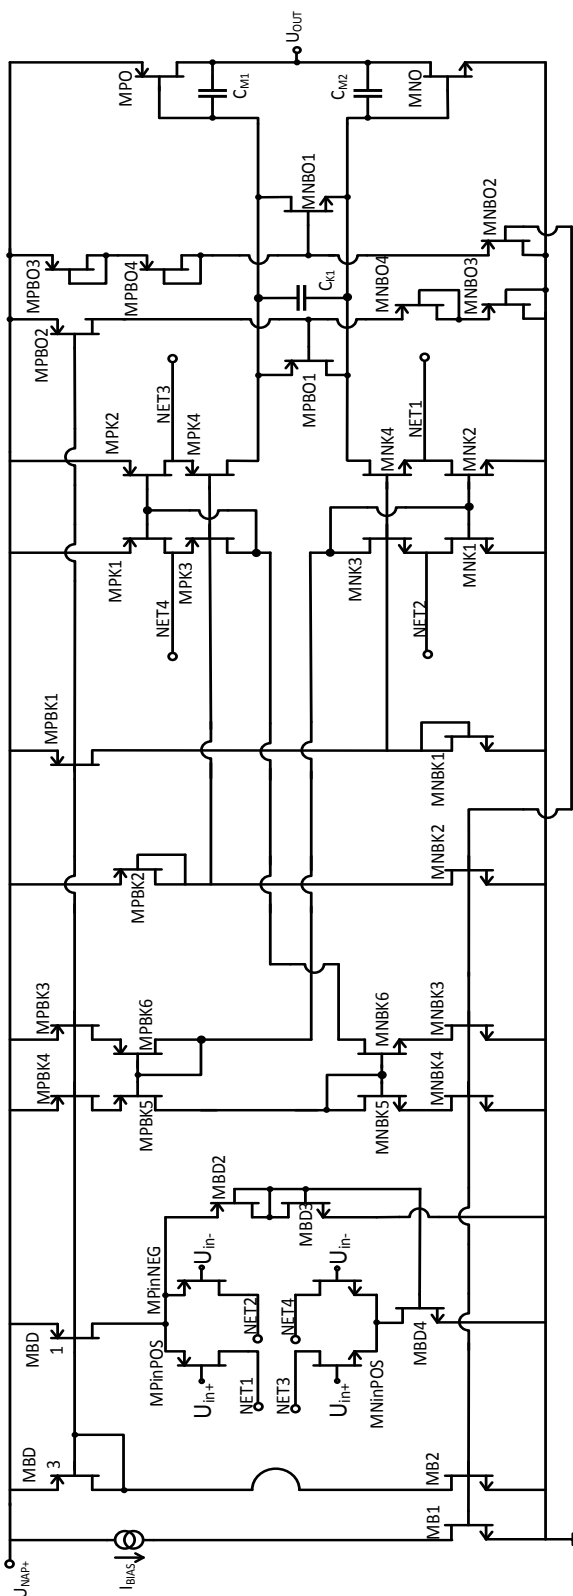 U_OUT
MPO
C_M1
C_M2
MNO
MNBO1
MNBO2
MPBO3
MPBO4
C_K1
MNBO4
MNBO3
MPBO2
MPBO1
NET3
NET1
MPK2
MPK4
MNK4
MNK2
MPK1
MPK3
MNK3
MNK1
NET4
NET2
MPBK1
MNBK1
MPBK2
MNBK2
MPBK3
MPBK6
MNBK6
MNBK3
MPBK4
MPBK5
MNBK5
MNBK4
MBD2
MBD3
MPinNEG
U_in-
NET2
NET4
U_in-
MBD
1
MPinPOS
U_in+
NET1
NET3
U_in+
MNinPOS
MBD4
MBD
3
MB2
MB1
U_NAP+
I_BIAS